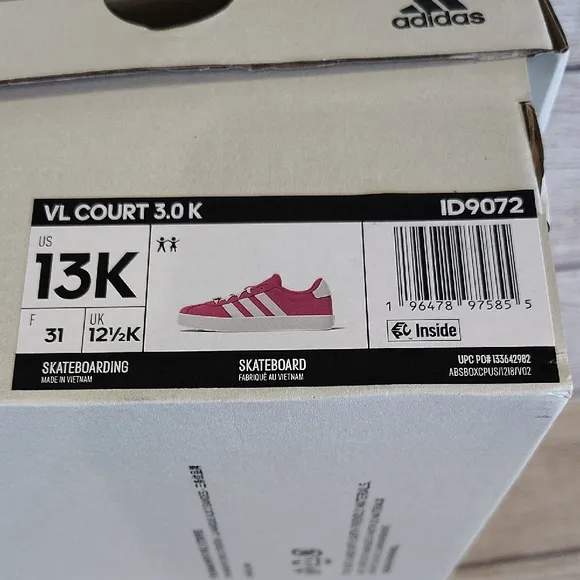 adidas
VL COURT 3.0 K
ID9072
US
13K
F
31
UK
12½K
1 96478 97585 5
Inside
SKATEBOARDING
MADE IN VIETNAM
SKATEBOARD
FABRIQUÉ AU VIETNAM
UPC PO# 133642982
ABSBOXCPUS/1218/V02